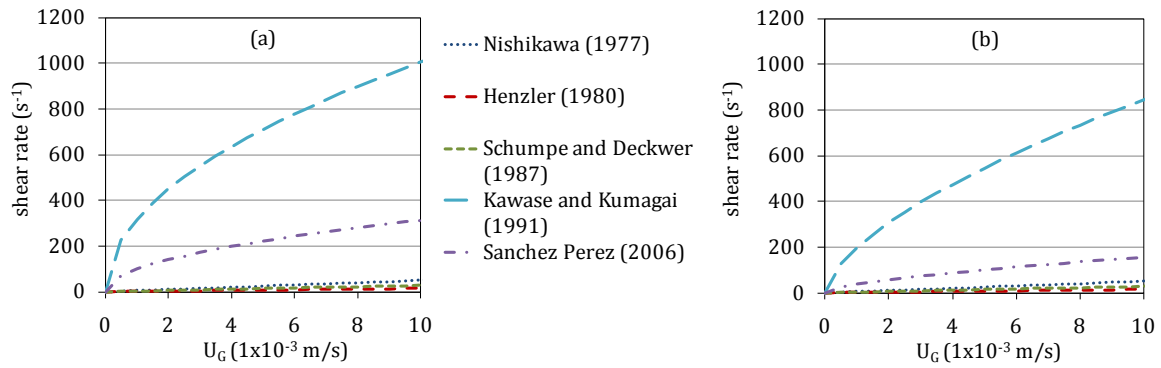 1200
1000
800
600
400
200
0
shear rate (s⁻¹)
(a)
0 2 4 6 8 10
U_G (1x10⁻³ m/s)
Nishikawa (1977)
Henzler (1980)
Schumpe and Deckwer
(1987)
Kawase and Kumagai
(1991)
Sanchez Perez (2006)
1200
1000
800
600
400
200
0
shear rate (s⁻¹)
(b)
0 2 4 6 8 10
U_G (1x10⁻³ m/s)